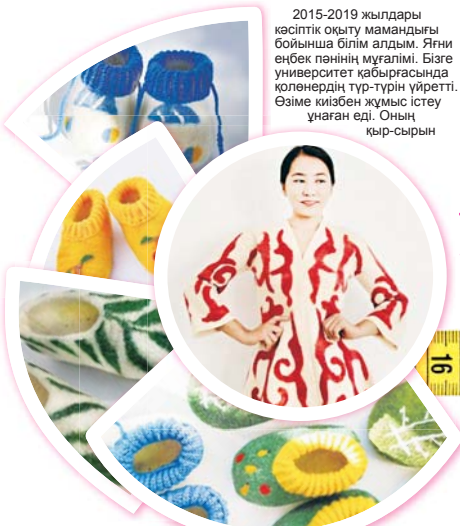 2015-2019 жылдары
кәсіптік оқыту мамандығы
бойынша білім алдым. Яғни
еңбек пәнінің мұғалімі. Бізге
университет қабырғасында
қолөнердің түр-түрін үйретті.
Өзіме киізбен жұмыс істеу
ұнаған еді. Оның
қыр-сырын
16